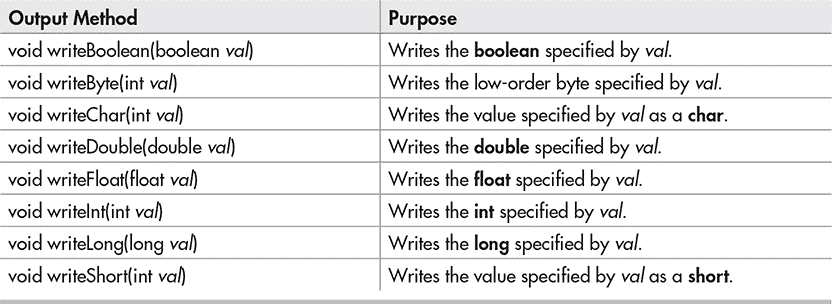 Output Method Purpose
void writeBoolean(boolean val) Writes the boolean specified by val.
void writeByte(int val) Writes the low-order byte specified by val.
void writeChar(int val) Writes the value specified by val as a char.
void writeDouble(double val) Writes the double specified by val.
void writeFloat(float val) Writes the float specified by val.
void writeInt(int val) Writes the int specified by val.
void writeLong(long val) Writes the long specified by val.
void writeShort(int val) Writes the value specified by val as a short.